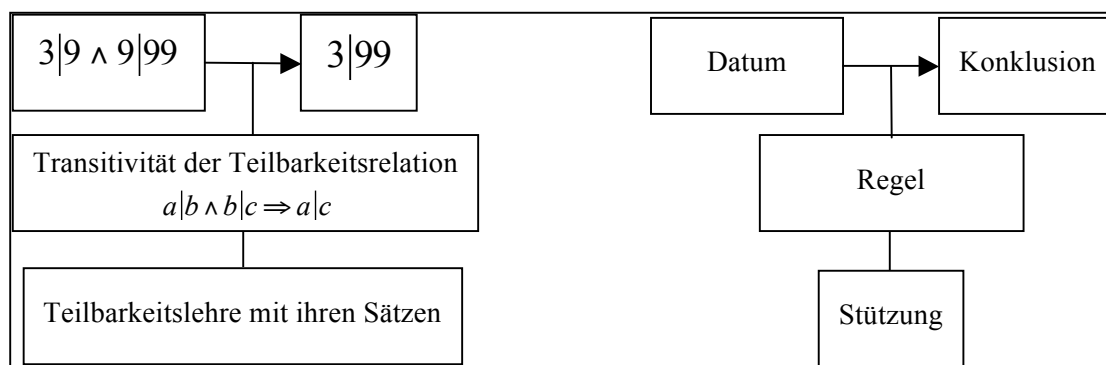 3|9 ∧ 9|99
3|99
Transitivität der Teilbarkeitsrelation
a|b ∧ b|c ⇒ a|c
Teilbarkeitslehre mit ihren Sätzen
Datum
Konklusion
Regel
Stützung